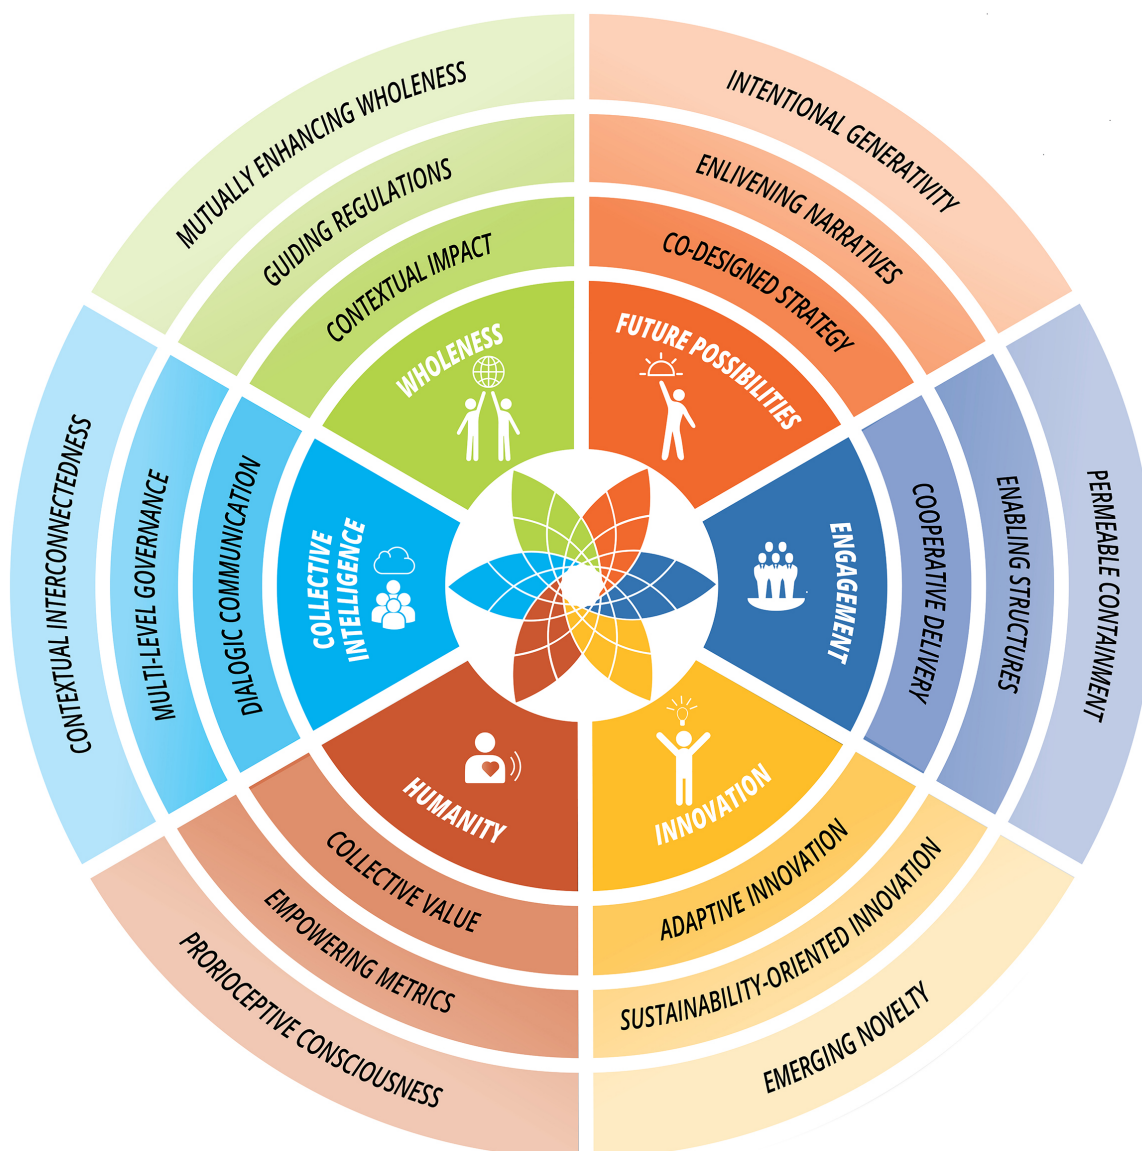 MUTUALLY ENHANCING WHOLENESS
GUIDING REGULATIONS
CONTEXTUAL IMPACT
WHOLENESS
INTENTIONAL GENERATIVITY
ENLIVENING NARRATIVES
CO-DESIGNED STRATEGY
FUTURE POSSIBILITIES
PERMEABLE CONTAINMENT
ENABLING STRUCTURES
COOPERATIVE DELIVERY
ENGAGEMENT
EMERGING NOVELTY
SUSTAINABILITY-ORIENTED INNOVATION
ADAPTIVE INNOVATION
INNOVATION
PRORIOCEPTIVE CONSCIOUSNESS
EMPOWERING METRICS
COLLECTIVE VALUE
HUMANITY
CONTEXTUAL INTERCONNECTEDNESS
MULTI-LEVEL GOVERNANCE
DIALOGIC COMMUNICATION
COLLECTIVE
INTELLIGENCE